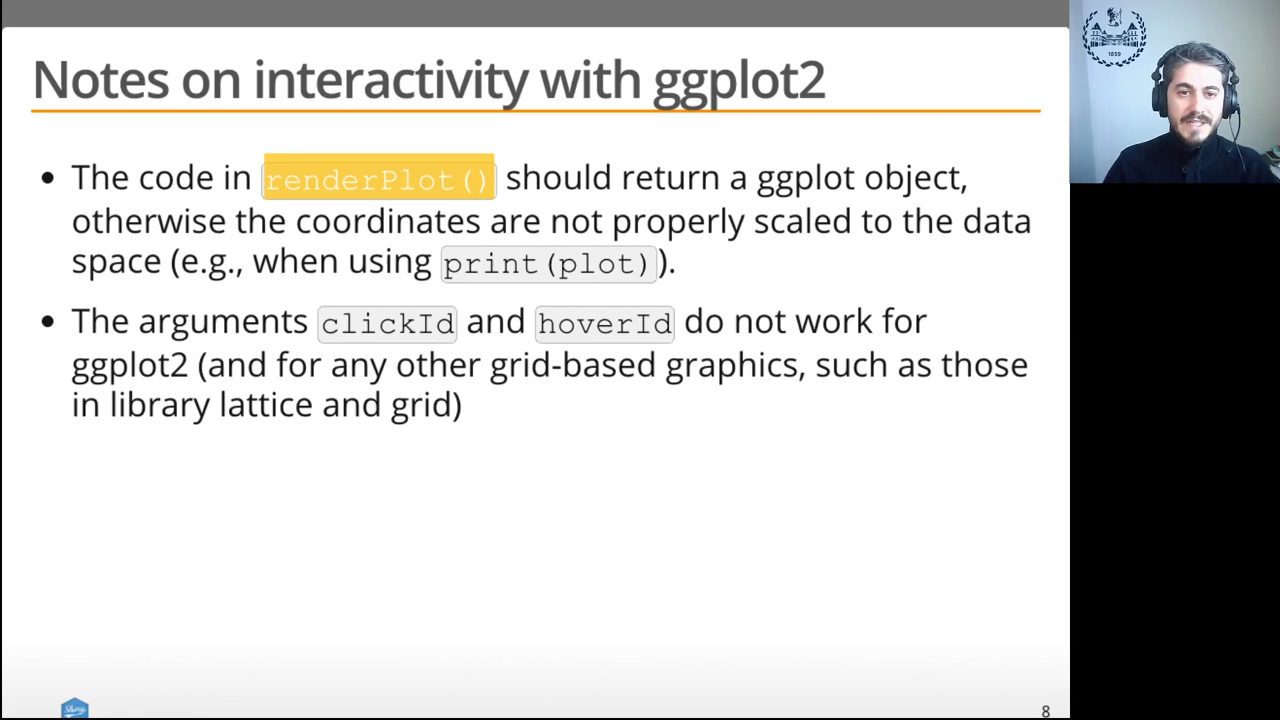 Notes on interactivity with ggplot2
• The code in renderPlot() should return a ggplot object,
otherwise the coordinates are not properly scaled to the data
space (e.g., when using print(plot)).
• The arguments clickId and hoverId do not work for
ggplot2 (and for any other grid-based graphics, such as those
in library lattice and grid)
1859
Shiny
8